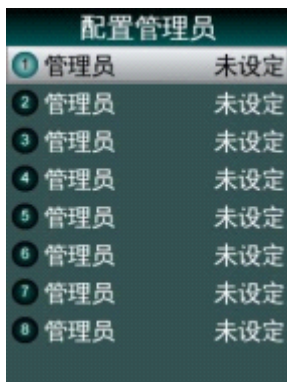 配置管理员
1 管理员 未设定
2 管理员 未设定
3 管理员 未设定
4 管理员 未设定
5 管理员 未设定
6 管理员 未设定
7 管理员 未设定
8 管理员 未设定